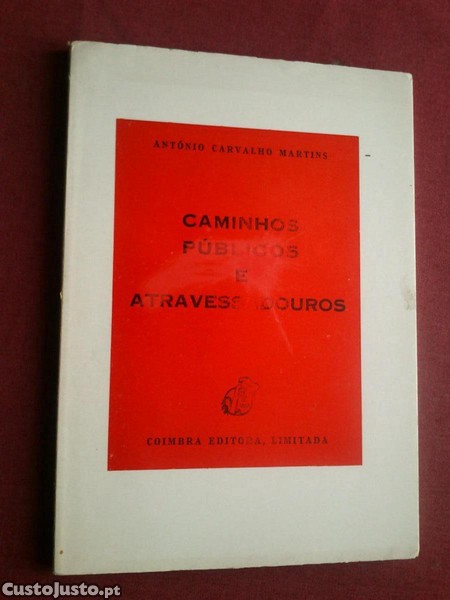 ANTÓNIO CARVALHO MARTINS
CAMINHOS
PÚBLICOS
E
ATRAVESSADOUROS
COIMBRA EDITORA, LIMITADA
CustoJusto.pt